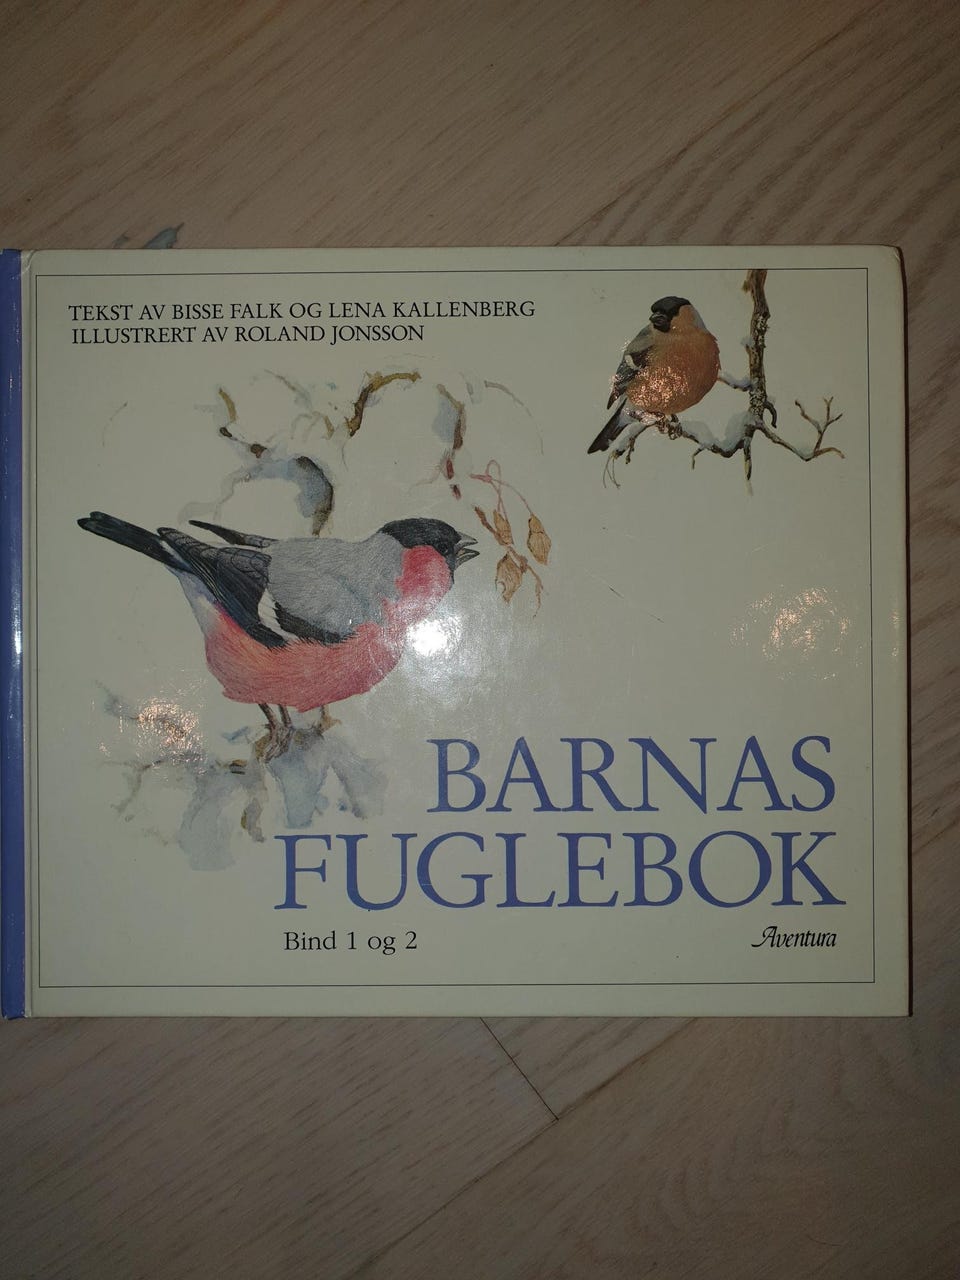 TEKST AV BISSE FALK OG LENA KALLENBERG
ILLUSTRERT AV ROLAND JONSSON
BARNAS
FUGLEBOK
Bind 1 og 2
Aventura